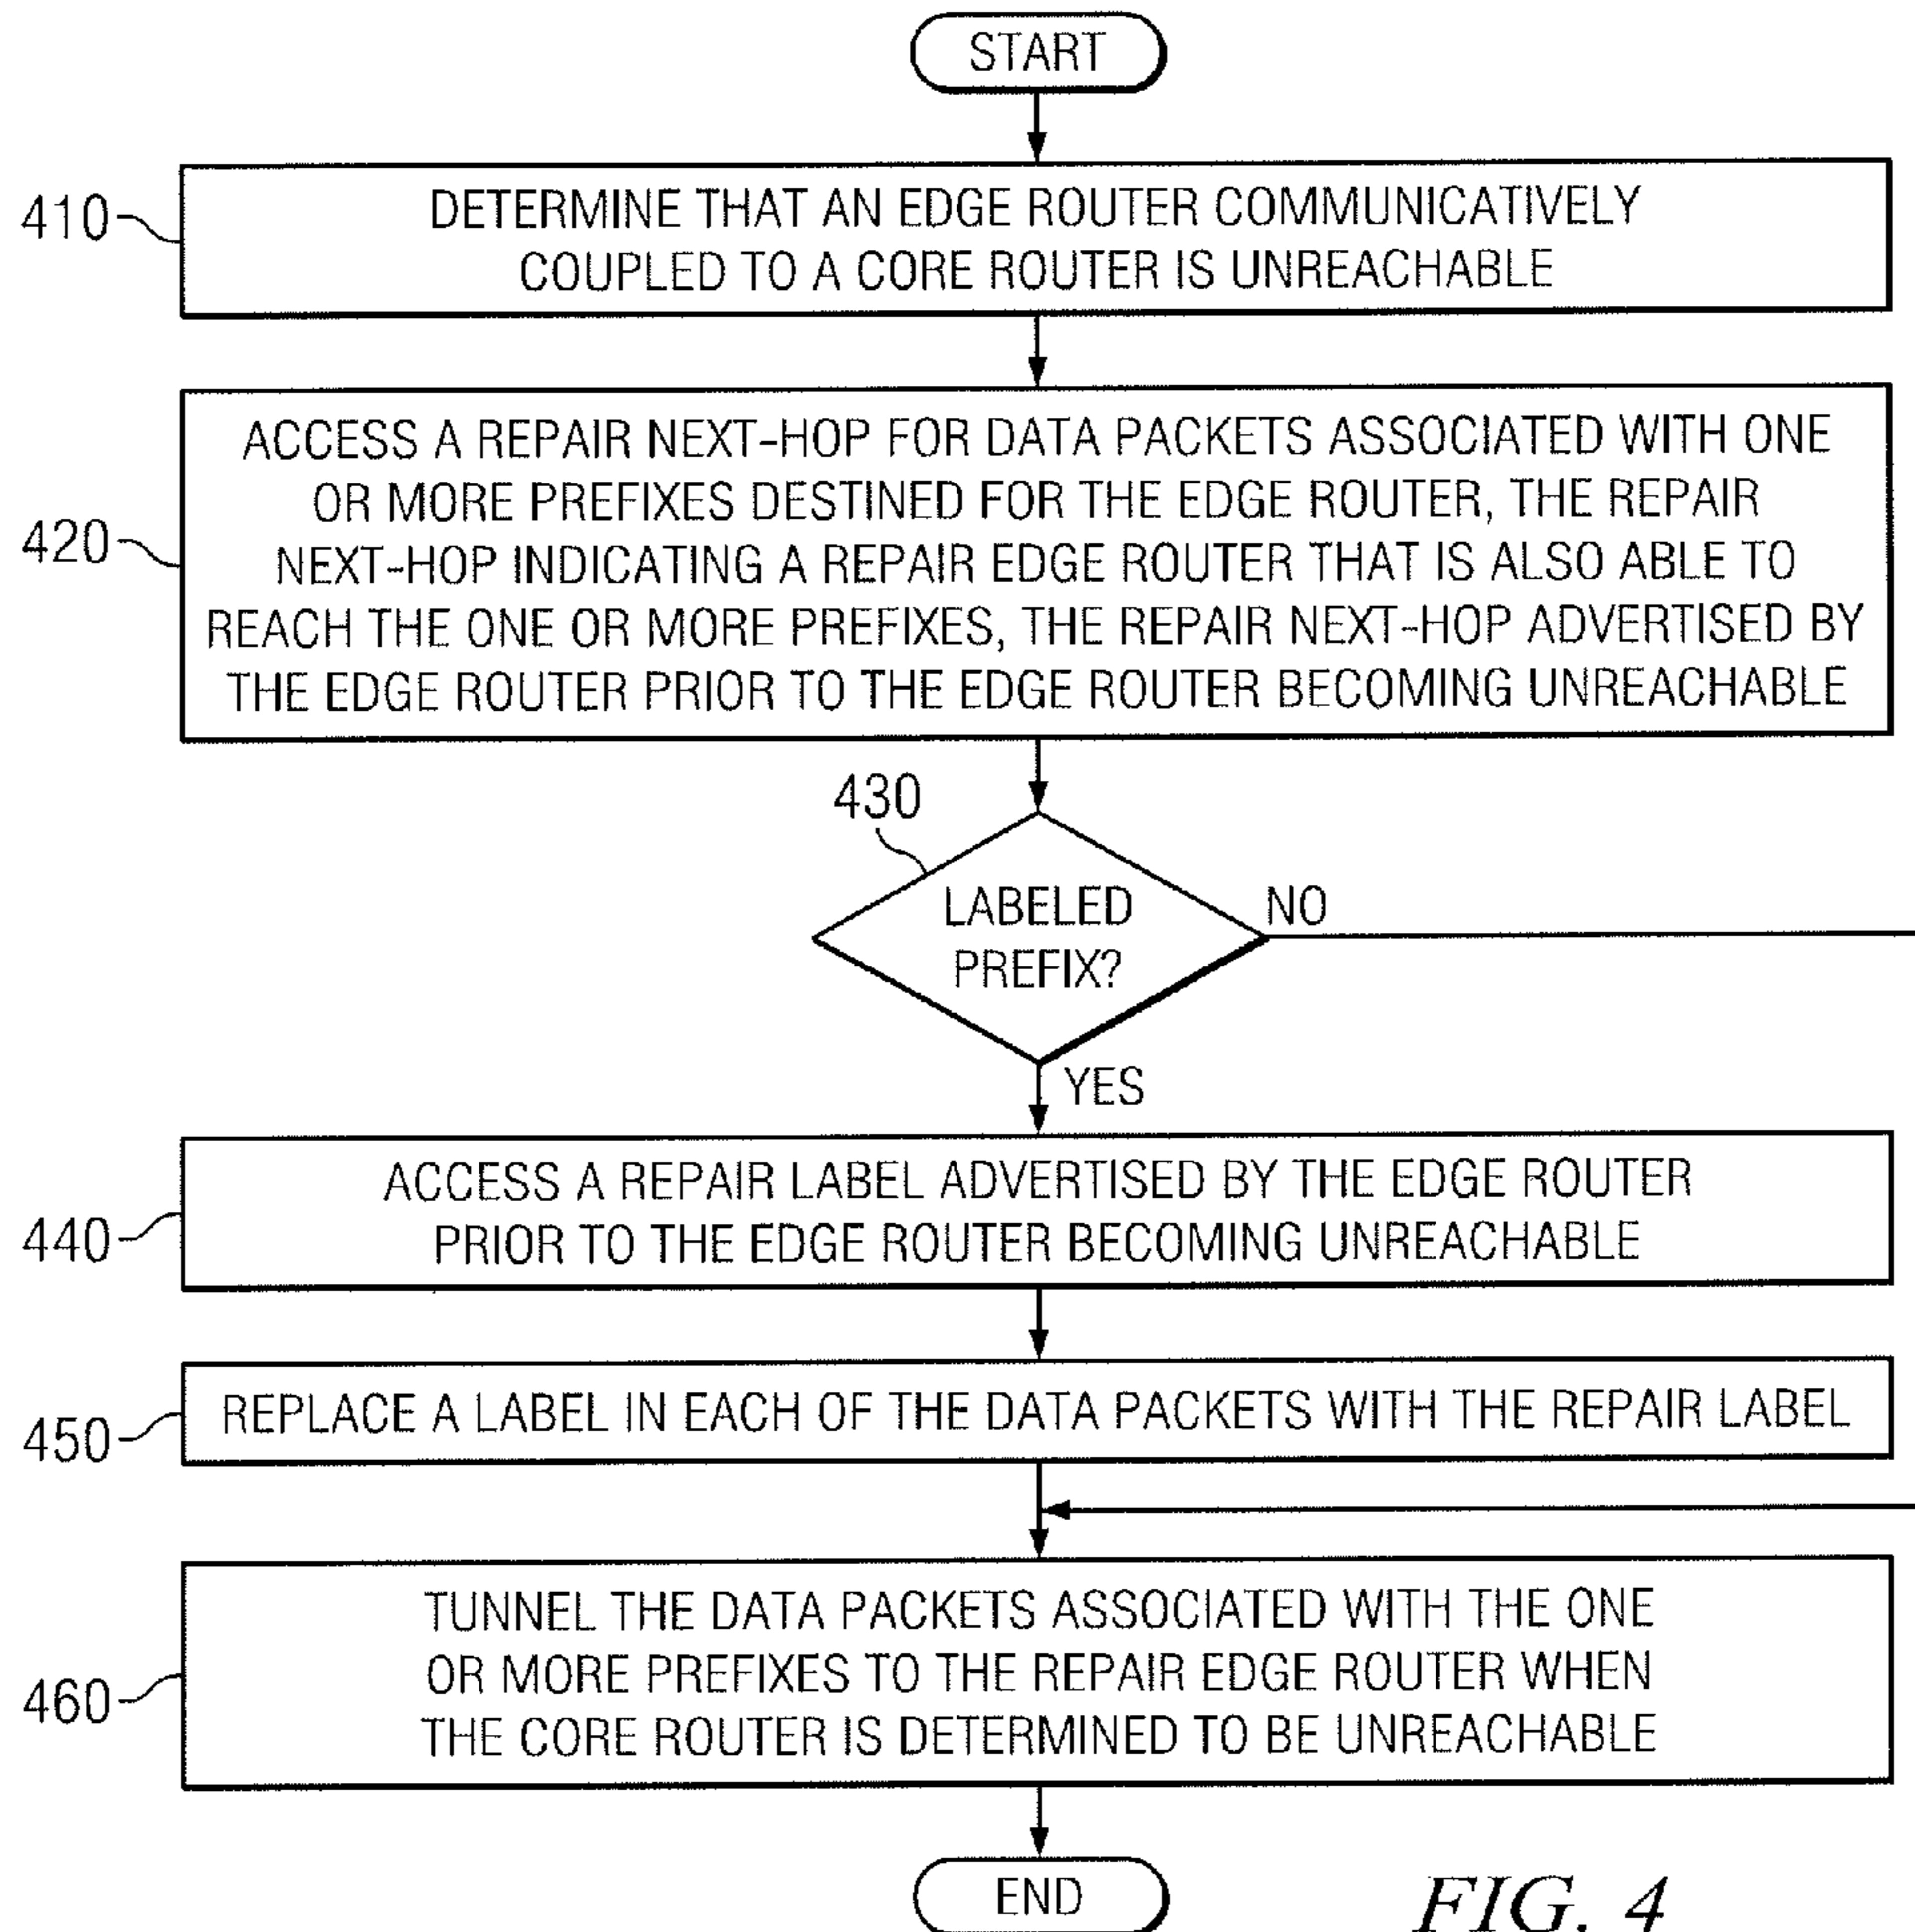 START
410
DETERMINE THAT AN EDGE ROUTER COMMUNICATIVELY
COUPLED TO A CORE ROUTER IS UNREACHABLE
420
ACCESS A REPAIR NEXT-HOP FOR DATA PACKETS ASSOCIATED WITH ONE
OR MORE PREFIXES DESTINED FOR THE EDGE ROUTER, THE REPAIR
NEXT-HOP INDICATING A REPAIR EDGE ROUTER THAT IS ALSO ABLE TO
REACH THE ONE OR MORE PREFIXES, THE REPAIR NEXT-HOP ADVERTISED BY
THE EDGE ROUTER PRIOR TO THE EDGE ROUTER BECOMING UNREACHABLE
430
LABELED
PREFIX?
NO
YES
440
ACCESS A REPAIR LABEL ADVERTISED BY THE EDGE ROUTER
PRIOR TO THE EDGE ROUTER BECOMING UNREACHABLE
450
REPLACE A LABEL IN EACH OF THE DATA PACKETS WITH THE REPAIR LABEL
460
TUNNEL THE DATA PACKETS ASSOCIATED WITH THE ONE
OR MORE PREFIXES TO THE REPAIR EDGE ROUTER WHEN
THE CORE ROUTER IS DETERMINED TO BE UNREACHABLE
END
FIG. 4